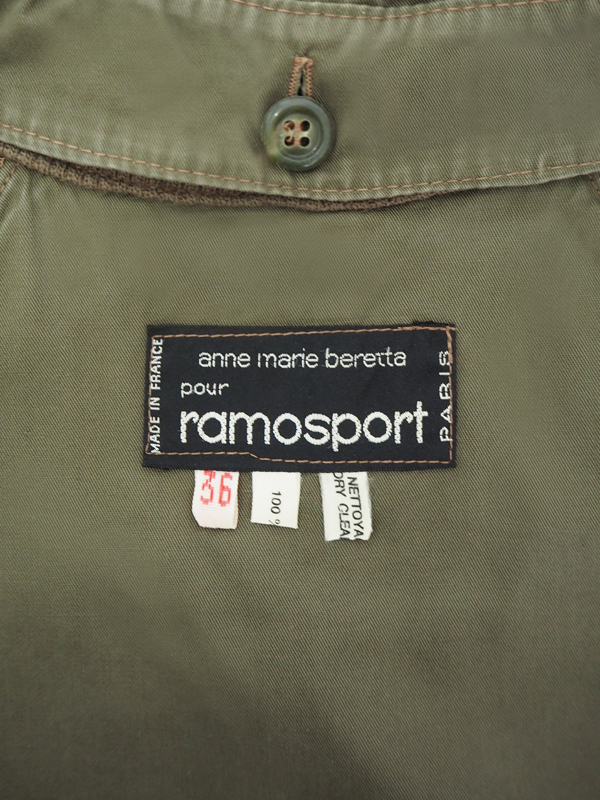 MADE IN FRANCE
anne marie beretta
pour
ramosport
PARIS
36
100 %
NETTOYA
DRY CLEA